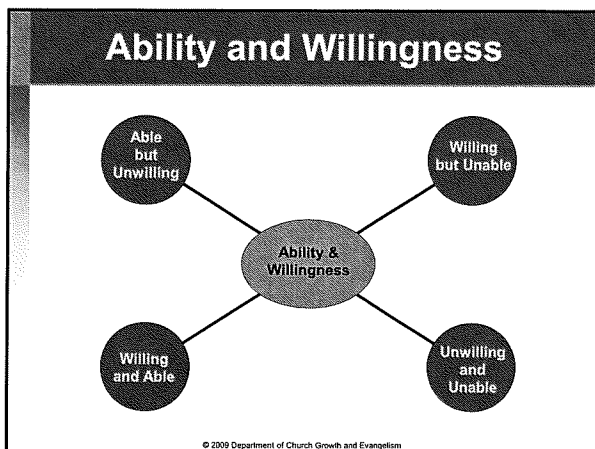 Ability and Willingness
Able
but
Unwilling
Willing
but Unable
Ability &
Willingness
Willing
and Able
Unwilling
and
Unable
© 2009 Department of Church Growth and Evangelism